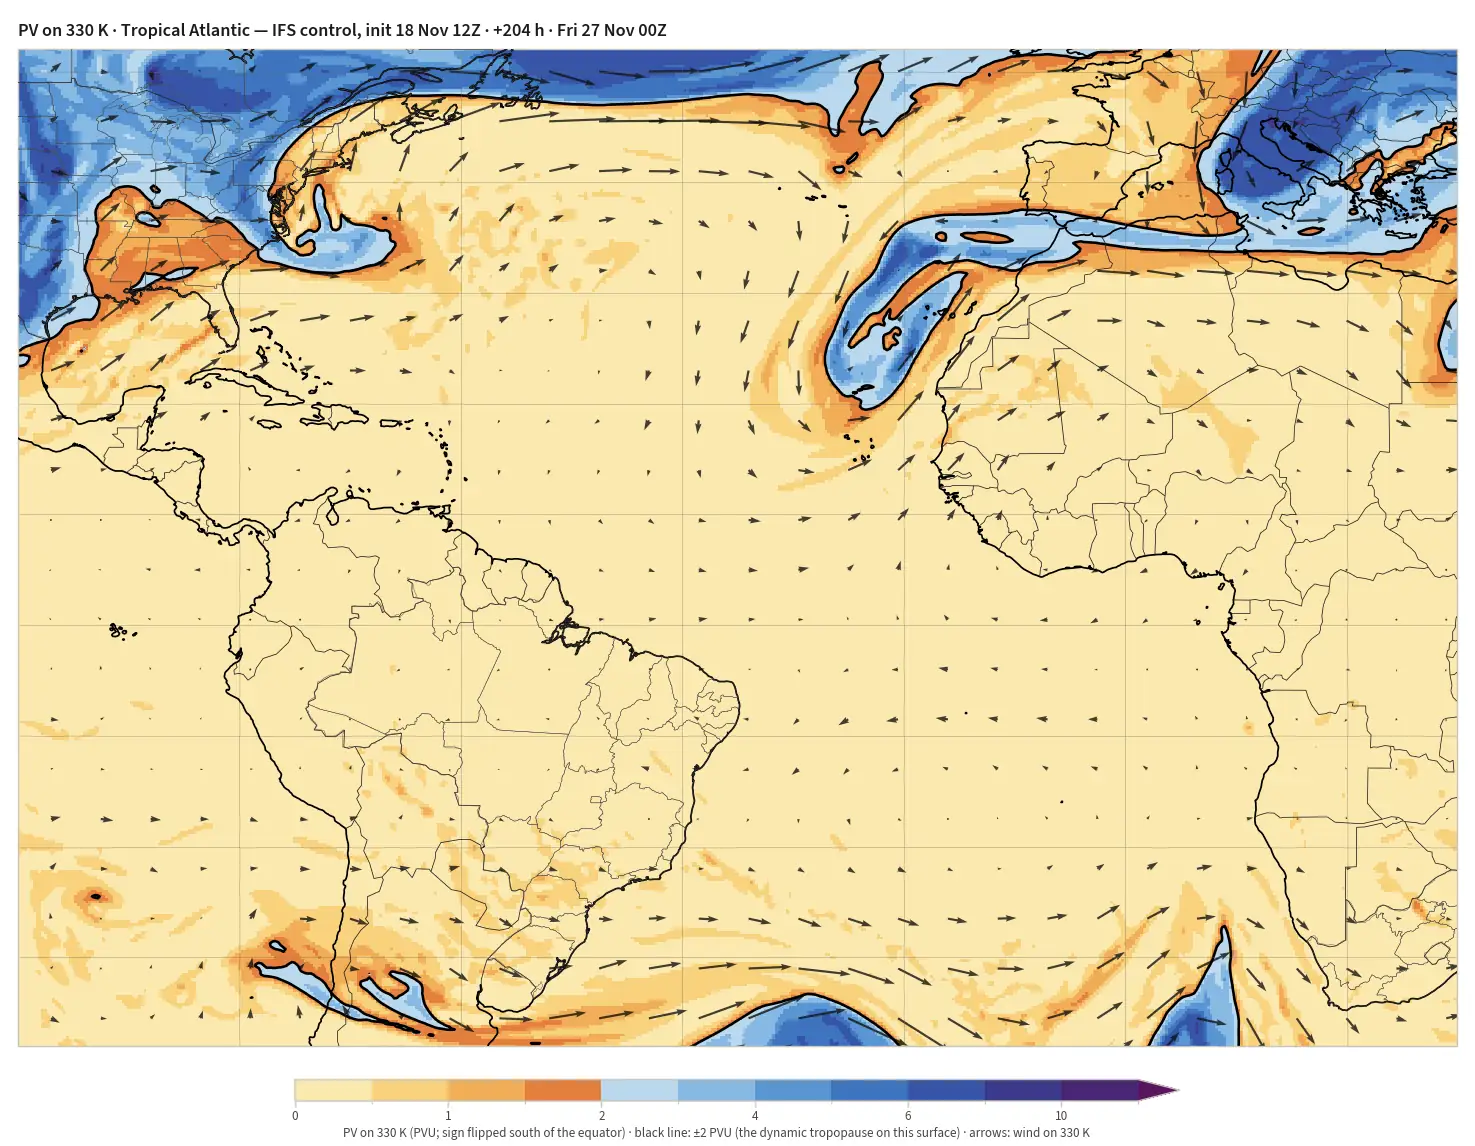 PV on 330 K · Tropical Atlantic — IFS control, init 18 Nov 12Z · +204 h · Fri 27 Nov 00Z
0 1 2 4 6 10
PV on 330 K (PVU; sign flipped south of the equator) · black line: ±2 PVU (the dynamic tropopause on this surface) · arrows: wind on 330 K